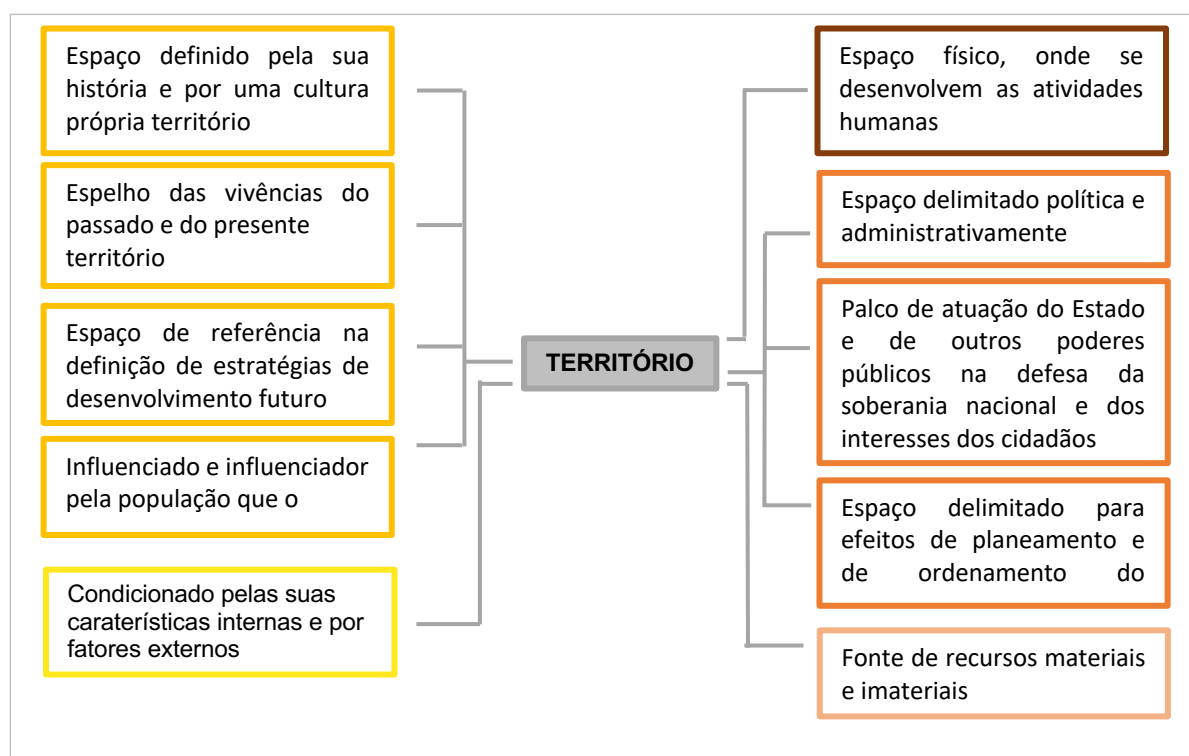 Espaço definido pela sua
história e por uma cultura
própria território
Espelho das vivências do
passado e do presente
território
Espaço de referência na
definição de estratégias de
desenvolvimento futuro
Influenciado e influenciador
pela população que o
Condicionado pelas suas
caraterísticas internas e por
fatores externos
TERRITÓRIO
Espaço físico, onde se
desenvolvem as atividades
humanas
Espaço delimitado política e
administrativamente
Palco de atuação do Estado
e de outros poderes
públicos na defesa da
soberania nacional e dos
interesses dos cidadãos
Espaço delimitado para
efeitos de planeamento e
de ordenamento do
Fonte de recursos materiais
e imateriais